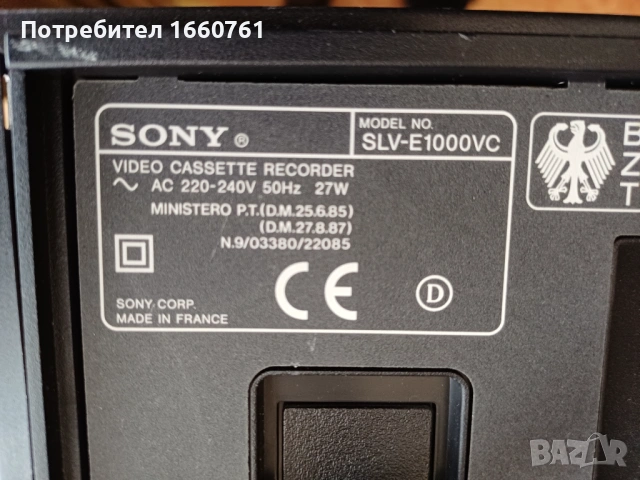 Потребител 1660761
SONY ®
MODEL NO.
SLV-E1000VC
VIDEO CASSETTE RECORDER
~ AC 220-240V 50Hz 27W
MINISTERO P.T.(D.M.25.6.85)
(D.M.27.8.87)
N.9/03380/22085
CE
D
SONY CORP.
MADE IN FRANCE
B
Z
T
BAZAR